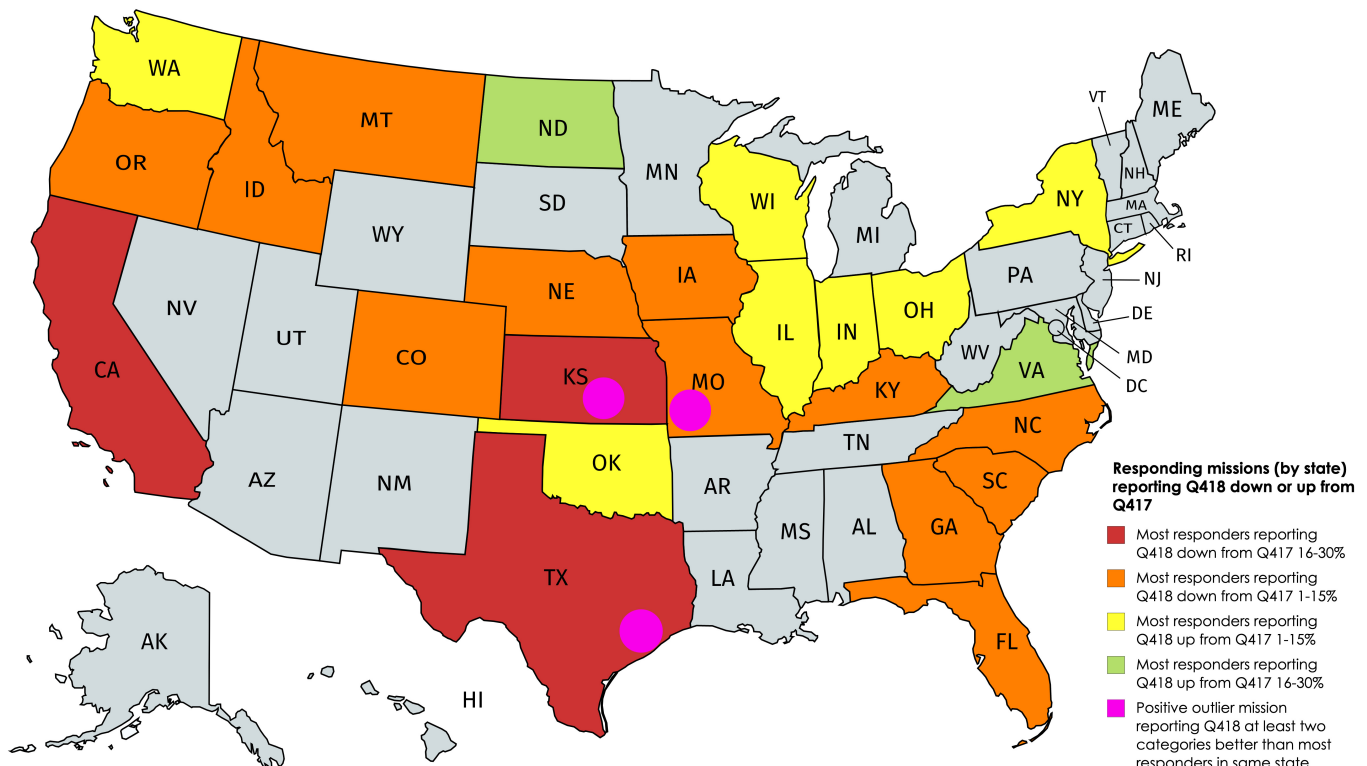 WA
MT
ND
MN
VT
ME
OR
ID
SD
WI
NH
NY
MA
WY
MI
CT
RI
IA
PA
NJ
NV
NE
OH
DE
UT
IL
IN
CO
WV
MD
CA
KS
MO
KY
VA
DC
NC
TN
OK
AZ
NM
AR
SC
MS
AL
GA
TX
LA
AK
FL
HI
Responding missions (by state)
reporting Q418 down or up from
Q417
Most responders reporting
Q418 down from Q417 16-30%
Most responders reporting
Q418 down from Q417 1-15%
Most responders reporting
Q418 up from Q417 1-15%
Most responders reporting
Q418 up from Q417 16-30%
Positive outlier mission
reporting Q418 at least two
categories better than most
responders in same state